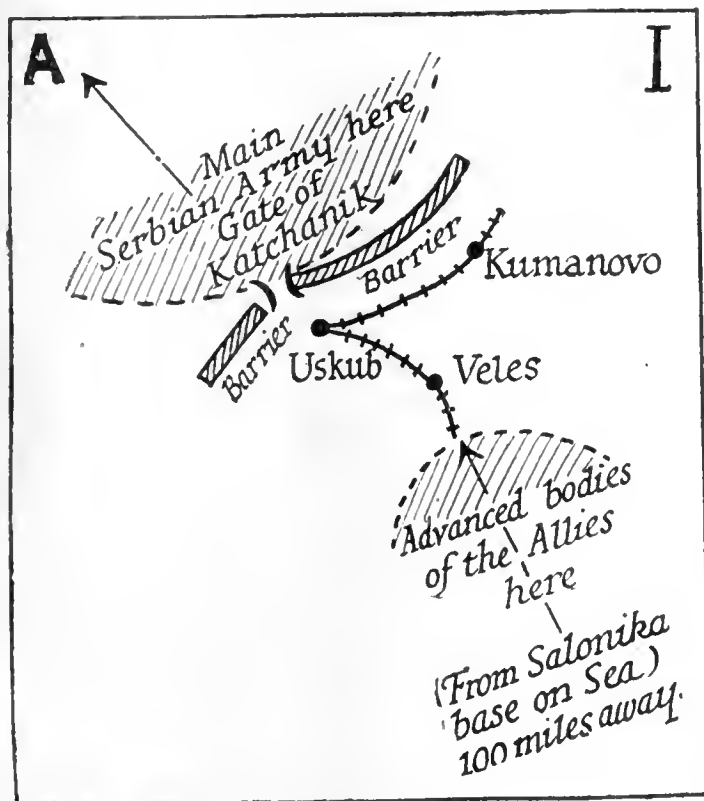 A
I
Main
Serbian Army here
Gate of
Katchanik
Barrier
Kumanovo
Barrier
Uskub
Veles
Advanced bodies
of the Allies
here
(From Salonika
base on Sea)
100 miles away.